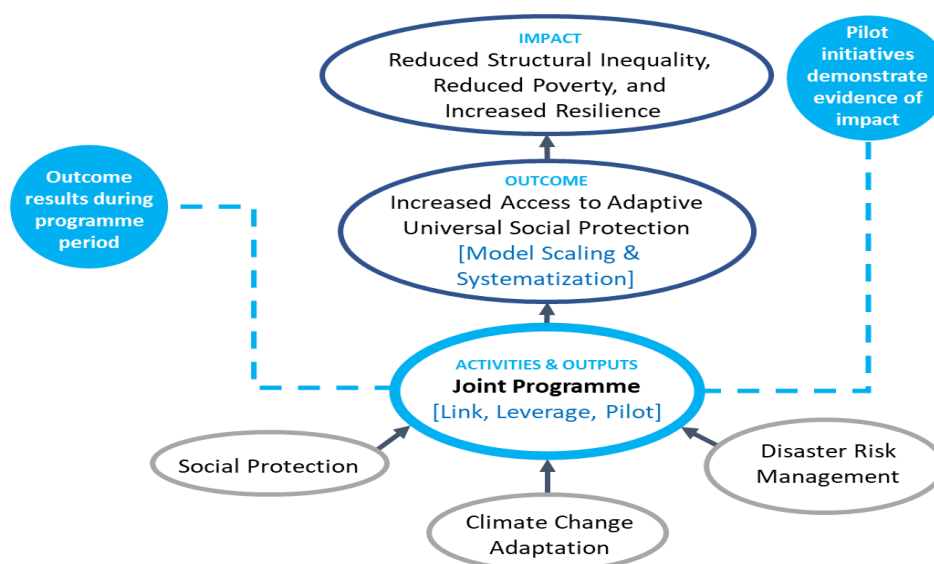 IMPACT
Reduced Structural Inequality,
Reduced Poverty, and
Increased Resilience
Pilot
initiatives
demonstrate
evidence of
impact
Outcome
results during
programme
period
OUTCOME
Increased Access to Adaptive
Universal Social Protection
[Model Scaling &
Systematization]
ACTIVITIES & OUTPUTS
Joint Programme
[Link, Leverage, Pilot]
Social Protection
Climate Change
Adaptation
Disaster Risk
Management